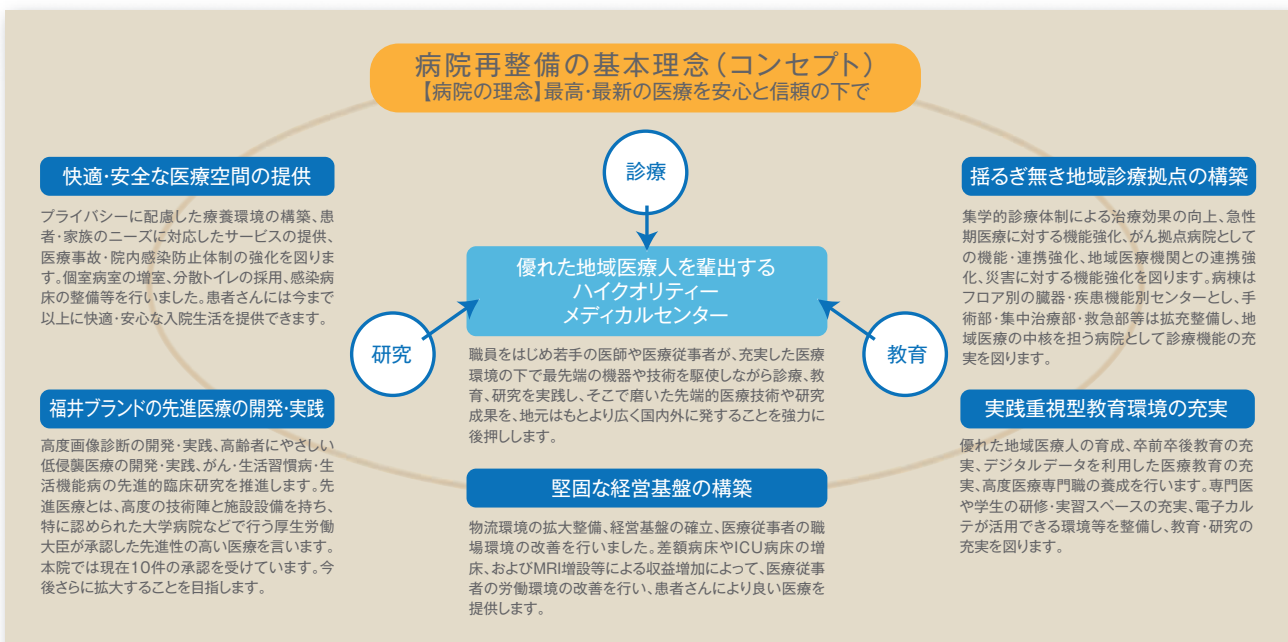 病院再整備の基本理念（コンセプト）
【病院の理念】最高・最新の医療を安心と信頼の下で
診療
快適・安全な医療空間の提供
プライバシーに配慮した療養環境の構築、患
者・家族のニーズに対応したサービスの提供、
医療事故・院内感染防止体制の強化を図りま
す。個室病室の増室、分散トイレの採用、感染病
床の整備等を行いました。患者さんには今まで
以上に快適・安心な入院生活を提供できます。
揺るぎ無き地域診療拠点の構築
集学的診療体制による治療効果の向上、急性
期医療に対する機能強化、がん拠点病院として
の機能・連携強化、地域医療機関との連携強
化、災害に対する機能強化を図ります。病棟は
フロア別の臓器・疾患機能別センターとし、手
術部・集中治療部・救急部等は拡充整備し、地
域医療の中核を担う病院として診療機能の充
実を図ります。
優れた地域医療人を輩出する
ハイクオリティー
メディカルセンター
研究
教育
職員をはじめ若手の医師や医療従事者が、充実した医療
環境の下で最先端の機器や技術を駆使しながら診療、教
育、研究を実践し、そこで磨いた先端的医療技術や研究
成果を、地元はもとより広く国内外に発することを強力に
後押しします。
福井ブランドの先進医療の開発・実践
高度画像診断の開発・実践、高齢者にやさしい
低侵襲医療の開発・実践、がん・生活習慣病・生
活機能病の先進的臨床研究を推進します。先
進医療とは、高度の技術陣と施設設備を持ち、
特に認められた大学病院などで行う厚生労働
大臣が承認した先進性の高い医療を言います。
本院では現在10件の承認を受けています。今
後さらに拡大することを目指します。
堅固な経営基盤の構築
物流環境の拡大整備、経営基盤の確立、医療従事者の職
場環境の改善を行いました。差額病床やICU病床の増
床、およびMRI増設等による収益増加によって、医療従事
者の労働環境の改善を行い、患者さんにより良い医療を
提供します。
実践重視型教育環境の充実
優れた地域医療人の育成、卒前卒後教育の充
実、デジタルデータを利用した医療教育の充
実、高度医療専門職の養成を行います。専門医
や学生の研修・実習スペースの充実、電子カル
テが活用できる環境等を整備し、教育・研究の
充実を図ります。